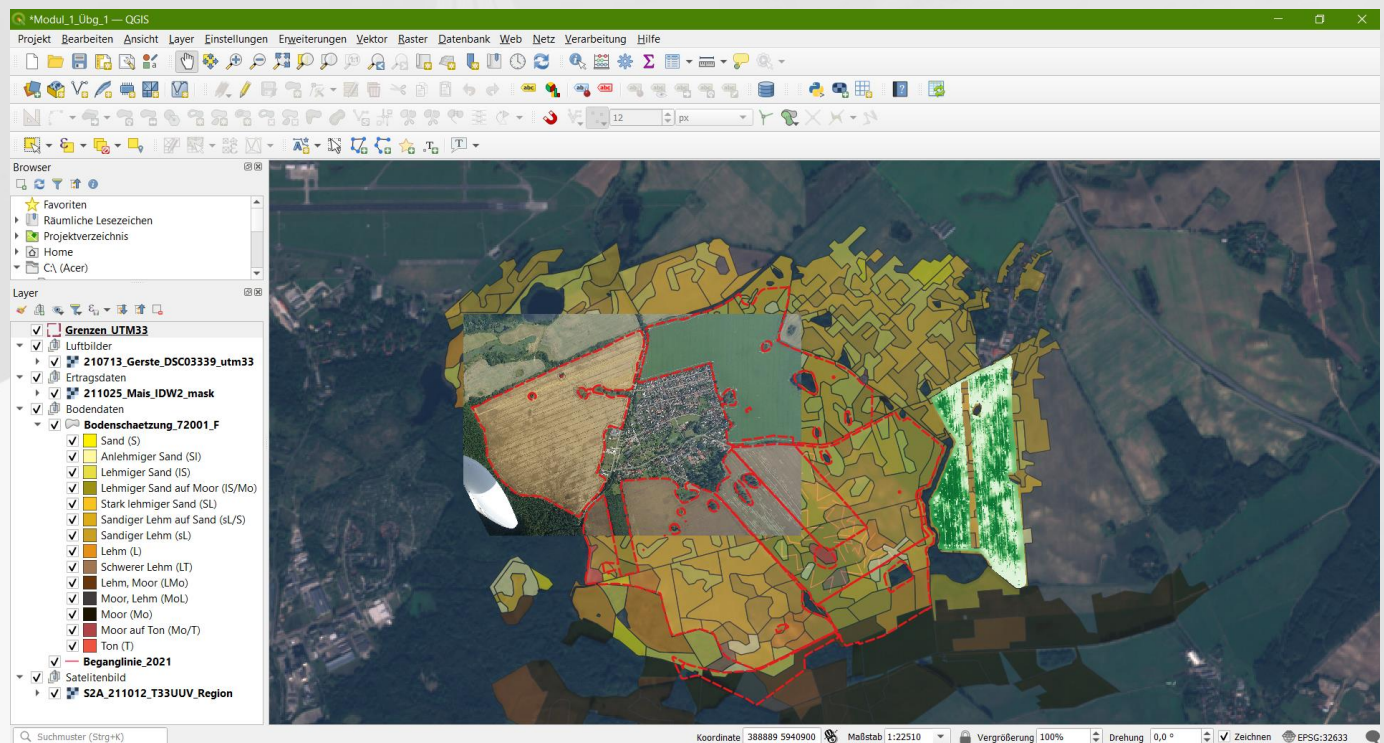 *Modul_1_Übg_1 — QGIS
Projekt Bearbeiten Ansicht Layer Einstellungen Erweiterungen Vektor Raster Datenbank Web Netz Verarbeitung Hilfe
abc abc abc
12 px
Browser
Favoriten
Räumliche Lesezeichen
Projektverzeichnis
Home
C:\ (Acer)
Layer
Grenzen_UTM33
Luftbilder
210713_Gerste_DSC03339_utm33
Ertragsdaten
211025_Mais_IDW2_mask
Bodendaten
Bodenschaetzung_72001_F
Sand (S)
Anlehmiger Sand (Sl)
Lehmiger Sand (lS)
Lehmiger Sand auf Moor (lS/Mo)
Stark lehmiger Sand (SL)
Sandiger Lehm auf Sand (sL/S)
Sandiger Lehm (sL)
Lehm (L)
Schwerer Lehm (LT)
Lehm, Moor (LMo)
Moor, Lehm (MoL)
Moor (Mo)
Moor auf Ton (Mo/T)
Ton (T)
Beganglinie_2021
Satelitenbild
S2A_211012_T33UUV_Region
Suchmuster (Strg+K) Koordinate 388889 5940900 Maßstab 1:22510 Vergrößerung 100% Drehung 0,0 ° Zeichnen EPSG:32633